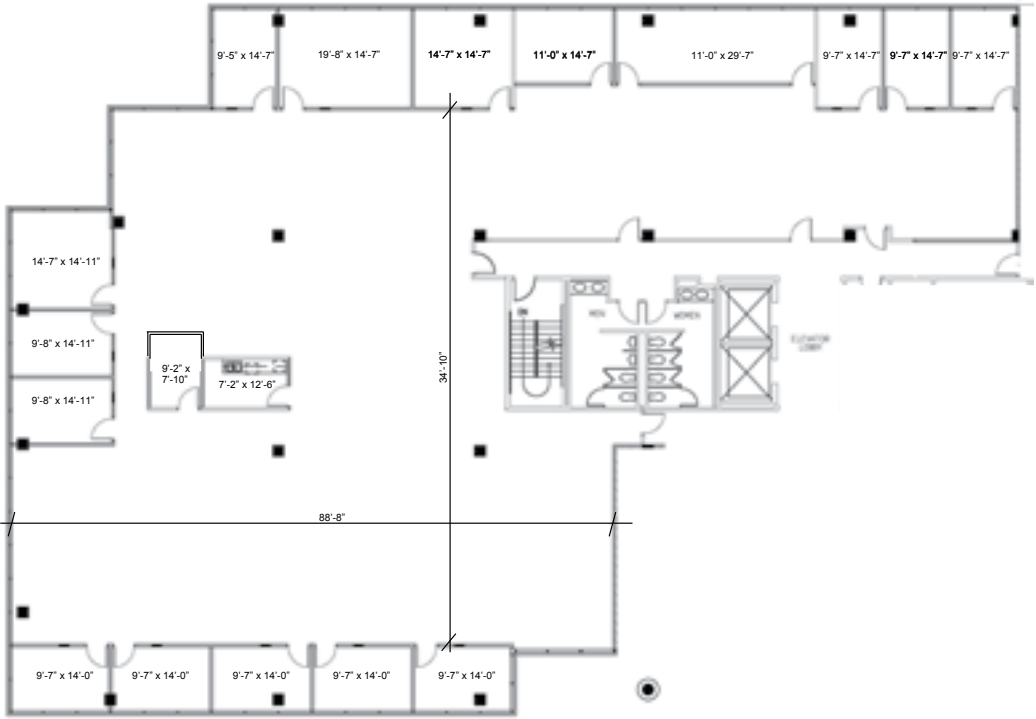 9'-5" x 14'-7"
19'-8" x 14'-7"
14'-7" x 14'-7"
11'-0" x 14'-7"
11'-0" x 29'-7"
9'-7" x 14'-7"
9'-7" x 14'-7"
9'-7" x 14'-7"
14'-7" x 14'-11"
9'-8" x 14'-11"
9'-8" x 14'-11"
9'-2" x
7'-10"
7'-2" x 12'-6"
34'-10"
DN
MEN
WOMEN
ELEVATOR
LOBBY
88'-8"
9'-7" x 14'-0"
9'-7" x 14'-0"
9'-7" x 14'-0"
9'-7" x 14'-0"
9'-7" x 14'-0"